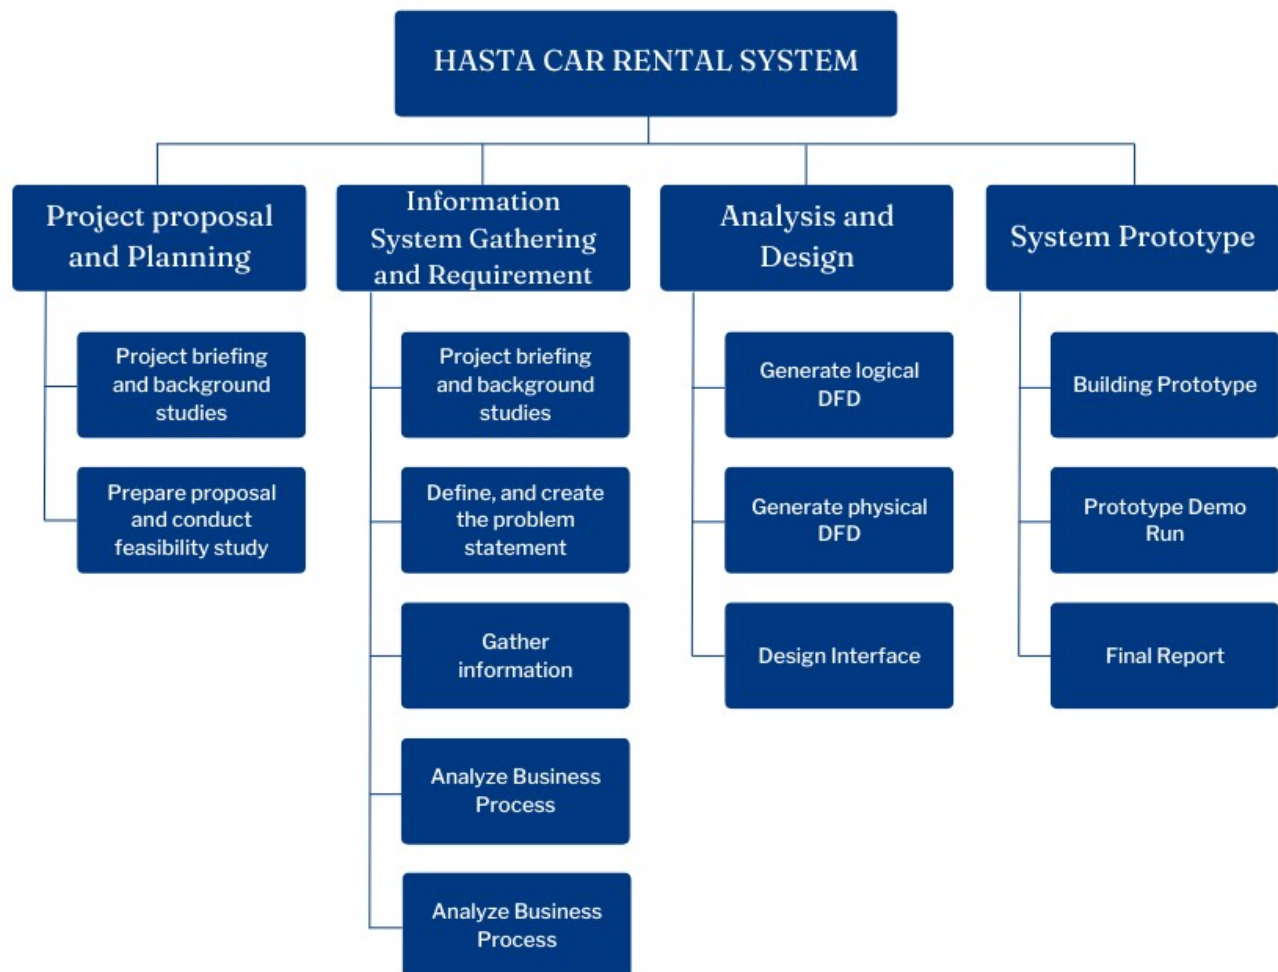 HASTA CAR RENTAL SYSTEM
Project proposal
and Planning
Project briefing
and background
studies
Prepare proposal
and conduct
feasibility study
Information
System Gathering
and Requirement
Project briefing
and background
studies
Define, and create
the problem
statement
Gather
information
Analyze Business
Process
Analyze Business
Process
Analysis and
Design
Generate logical
DFD
Generate physical
DFD
Design Interface
System Prototype
Building Prototype
Prototype Demo
Run
Final Report